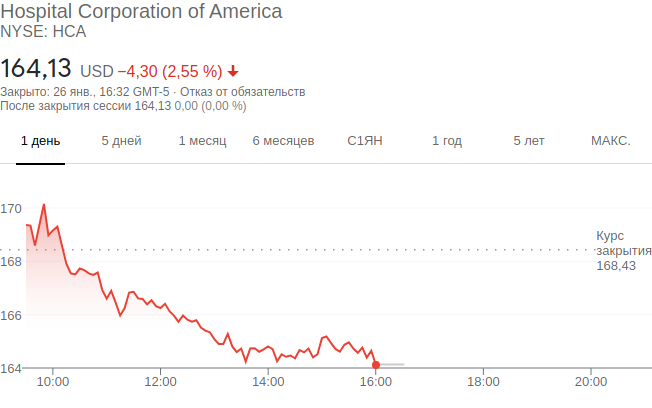 Hospital Corporation of America
NYSE: HCA
164,13 USD −4,30 (2,55 %)
Закрыто: 26 янв., 16:32 GMT-5 · Отказ от обязательств
После закрытия сессии 164,13 0,00 (0,00 %)
1 день 5 дней 1 месяц 6 месяцев С1ЯН 1 год 5 лет МАКС.
170
Курс
закрытия
168,43
168
166
164
10:00 12:00 14:00 16:00 18:00 20:00